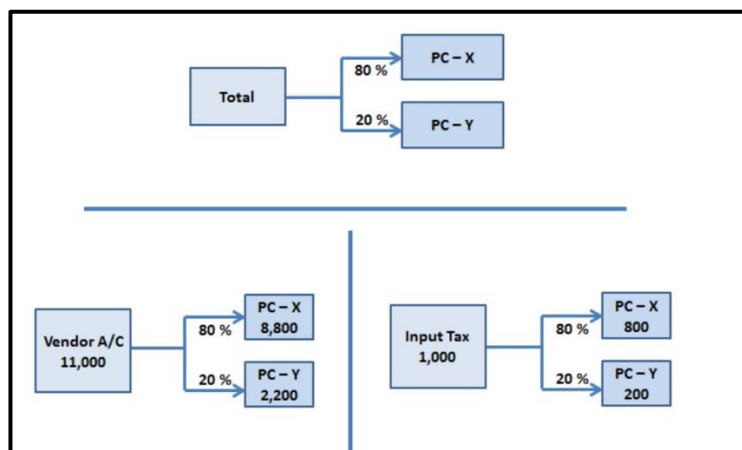 PC – X
80 %
Total
20 %
PC – Y
PC – X
8,800
80 %
Vendor A/C
11,000
20 %
PC – Y
2,200
PC – X
800
80 %
Input Tax
1,000
20 %
PC – Y
200